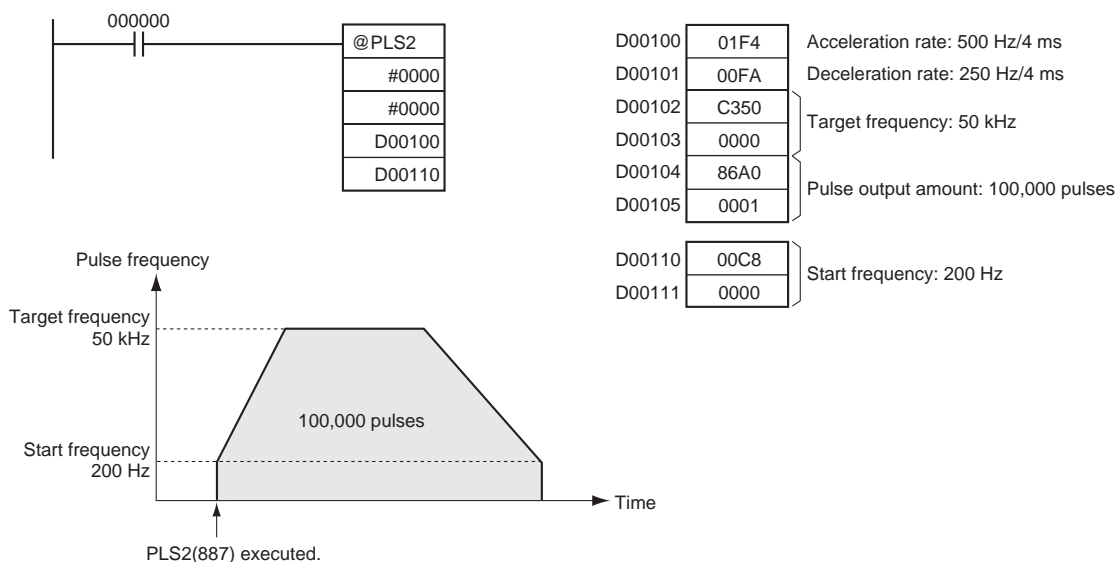 000000
@PLS2
#0000
#0000
D00100
D00110
D00100 01F4 Acceleration rate: 500 Hz/4 ms
D00101 00FA Deceleration rate: 250 Hz/4 ms
D00102 C350
Target frequency: 50 kHz
D00103 0000
D00104 86A0
Pulse output amount: 100,000 pulses
D00105 0001
D00110 00C8
Start frequency: 200 Hz
D00111 0000
Pulse frequency
Target frequency
50 kHz
100,000 pulses
Start frequency
200 Hz
Time
PLS2(887) executed.